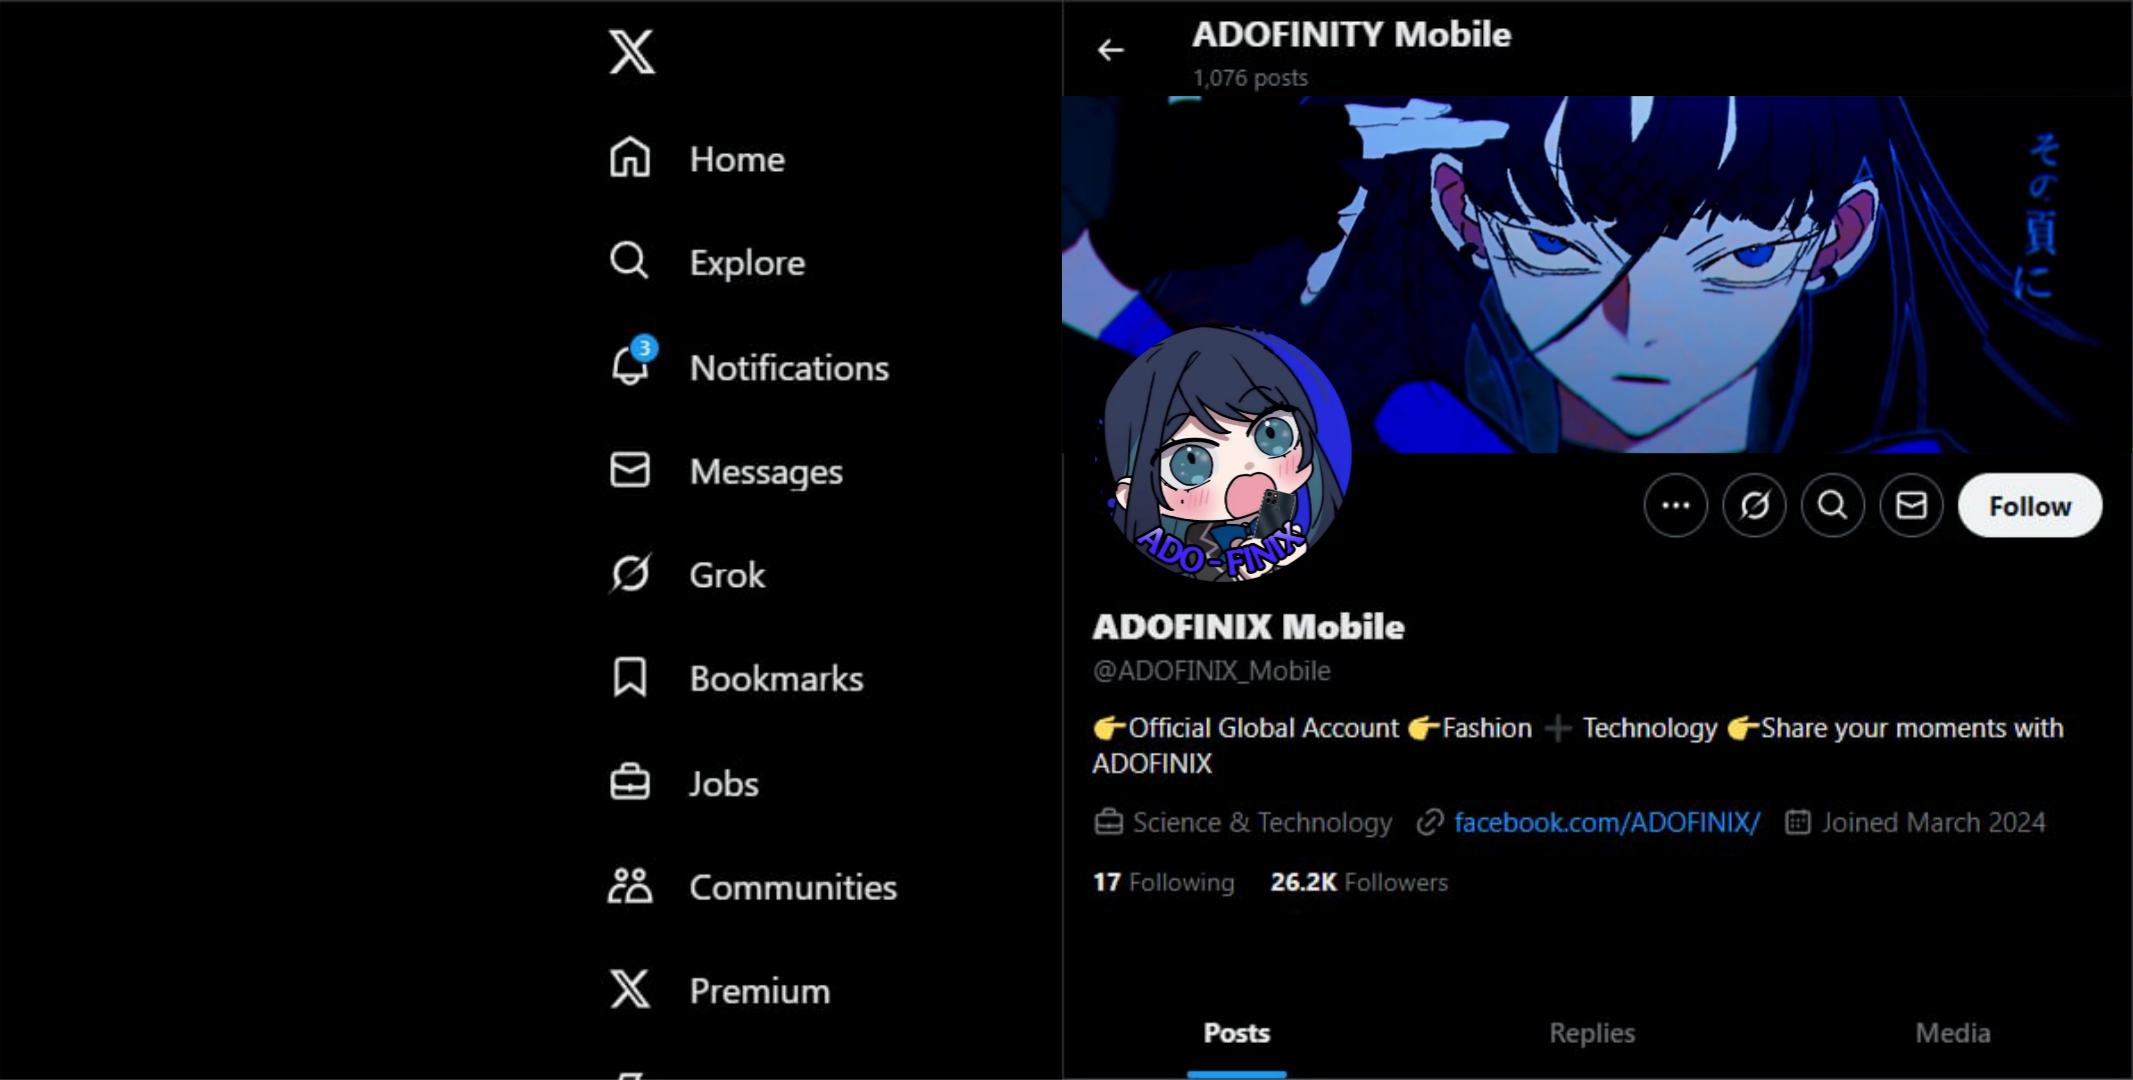 Home
Explore
3
Notifications
Messages
Grok
Bookmarks
Jobs
Communities
Premium
ADOFINITY Mobile
1,076 posts
その頃に
ADO-FINIX
Follow
ADOFINIX Mobile
@ADOFINIX_Mobile
👉Official Global Account 👉Fashion ➕ Technology 👉Share your moments with
ADOFINIX
Science & Technology facebook.com/ADOFINIX/ Joined March 2024
17 Following 26.2K Followers
Posts Replies Media